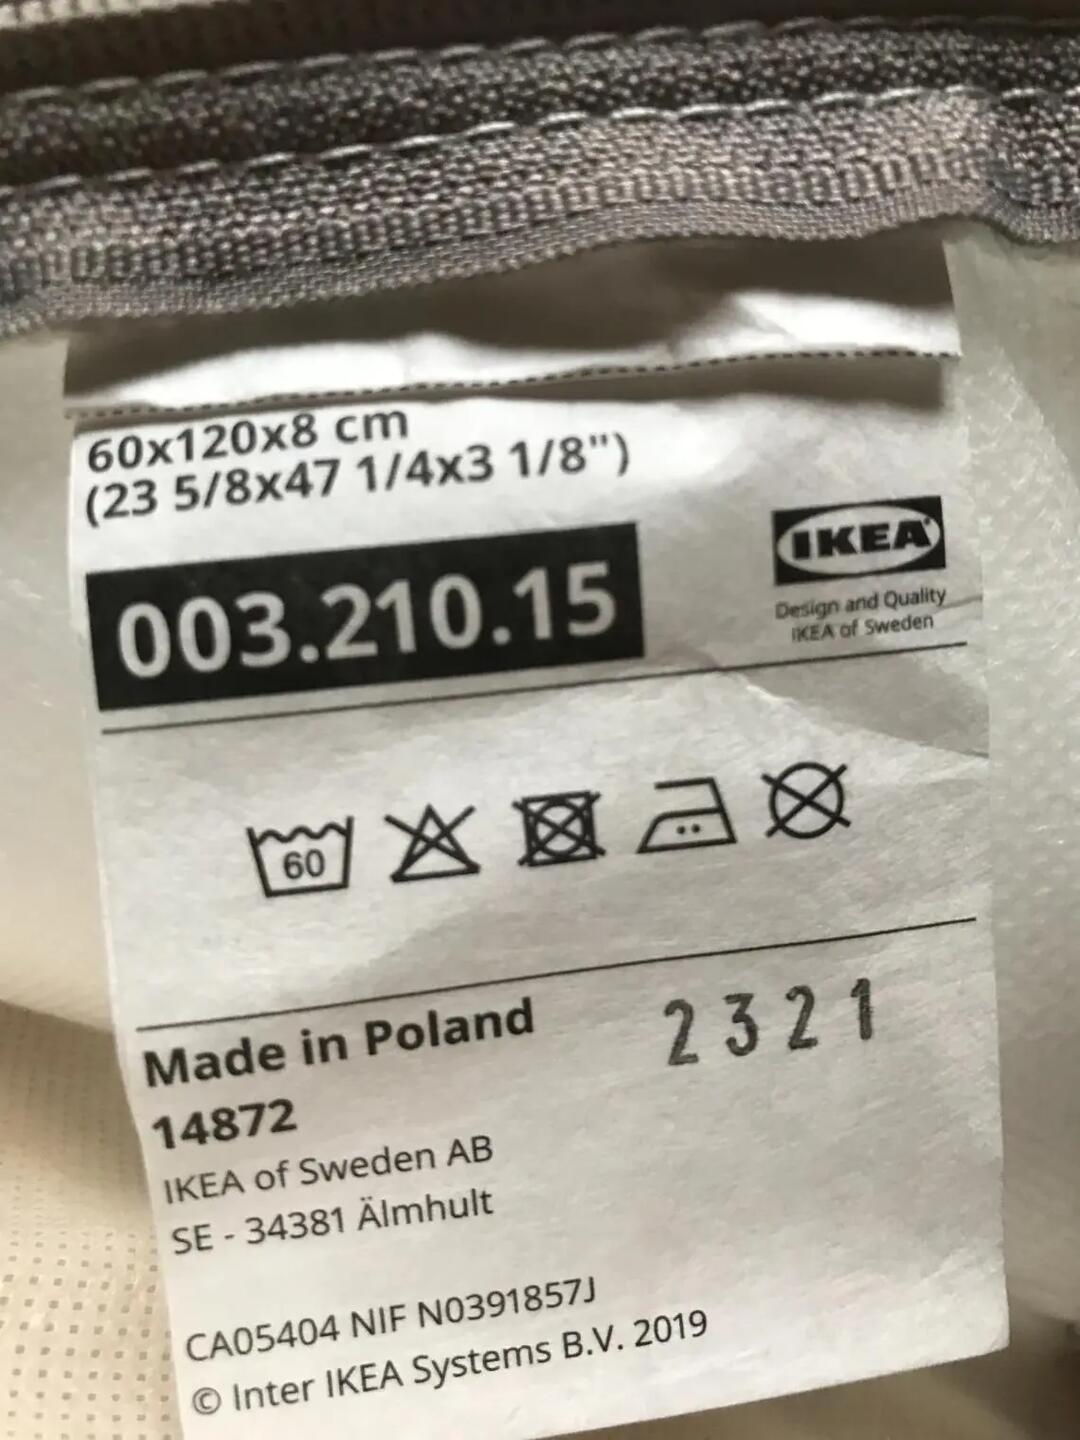 60x120x8 cm
(23 5/8x47 1/4x3 1/8")
003.210.15
IKEA®
Design and Quality
IKEA of Sweden
60
Made in Poland
2321
14872
IKEA of Sweden AB
SE - 34381 Älmhult
CA05404 NIF N0391857J
© Inter IKEA Systems B.V. 2019